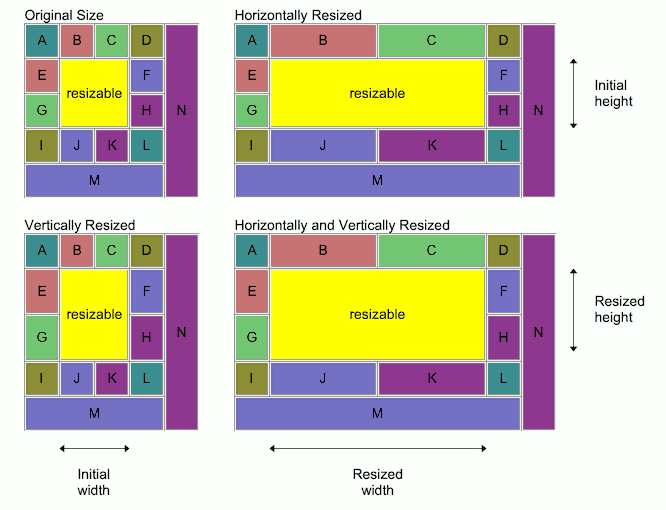 Original Size
A B C D
E resizable F
G H N
I J K L
M
Horizontally Resized
A B C D
E resizable F
G H N
I J K L
M
Initial
height
Vertically Resized
A B C D
E resizable F
G H N
I J K L
M
Horizontally and Vertically Resized
A B C D
E resizable F
G H N
I J K L
M
Resized
height
Initial
width
Resized
width